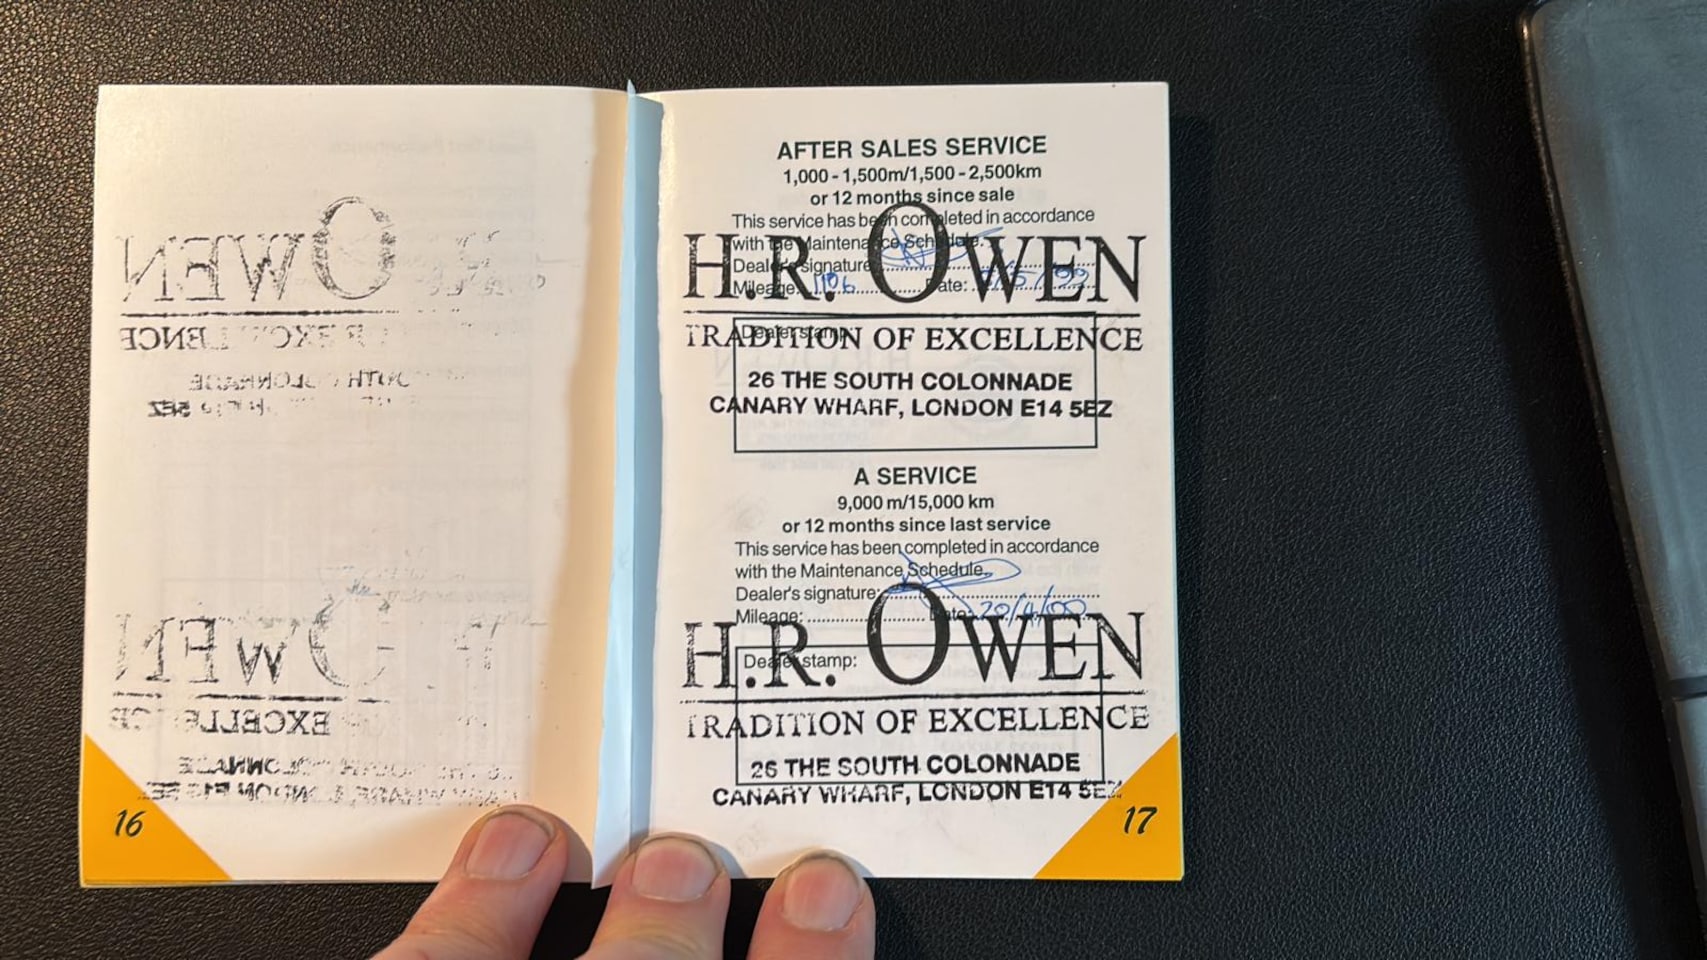 AFTER SALES SERVICE
1,000 - 1,500m/1,500 - 2,500km
or 12 months since sale
This service has been completed in accordance
with the Maintenance Schedule.
Dealer's signature
Mileage: 1106 Date: /5/99
H.R. OWEN
Dealer stamp:
TRADITION OF EXCELLENCE
26 THE SOUTH COLONNADE
CANARY WHARF, LONDON E14 5EZ
A SERVICE
9,000 m/15,000 km
or 12 months since last service
This service has been completed in accordance
with the Maintenance Schedule.
Dealer's signature:
Mileage: Date: 20/4/00
H.R. OWEN
Dealer stamp:
TRADITION OF EXCELLENCE
26 THE SOUTH COLONNADE
CANARY WHARF, LONDON E14 5EZ
16
17